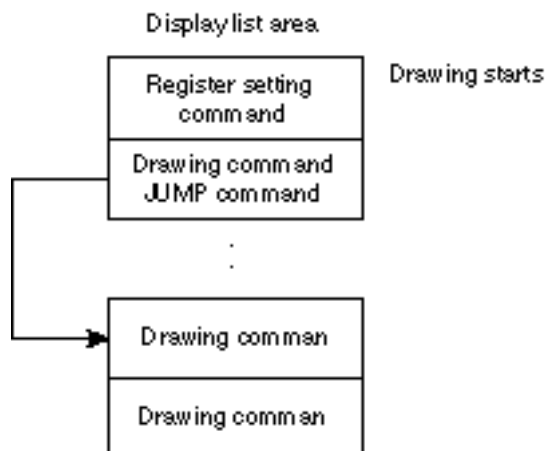 Display list area
Drawing starts
Register setting
command
Drawing command
JUMP command
:
Drawing comman
Drawing comman